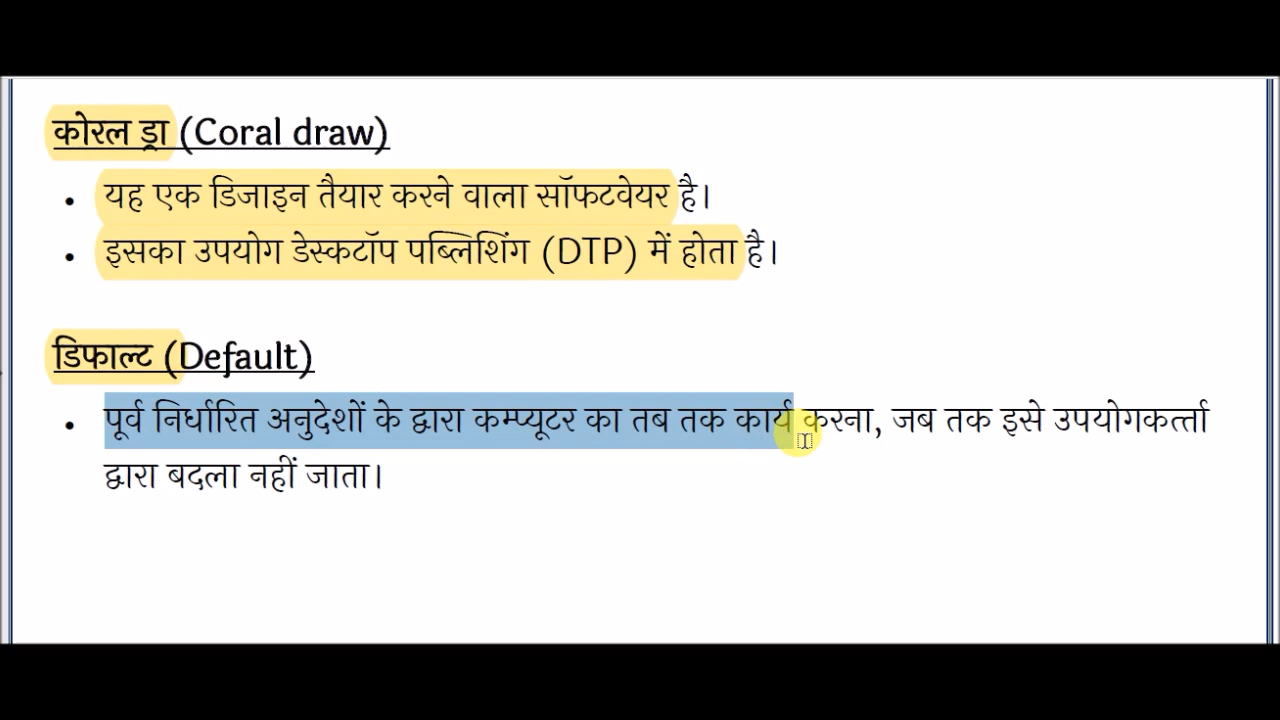 कोरल ड्रा (Coral draw)
• यह एक डिजाइन तैयार करने वाला सॉफटवेयर है।
• इसका उपयोग डेस्कटॉप पब्लिशिंग (DTP) में होता है।
डिफाल्ट (Default)
• पूर्व निर्धारित अनुदेशों के द्वारा कम्प्यूटर का तब तक कार्य करना, जब तक इसे उपयोगकर्त्ता
द्वारा बदला नहीं जाता।